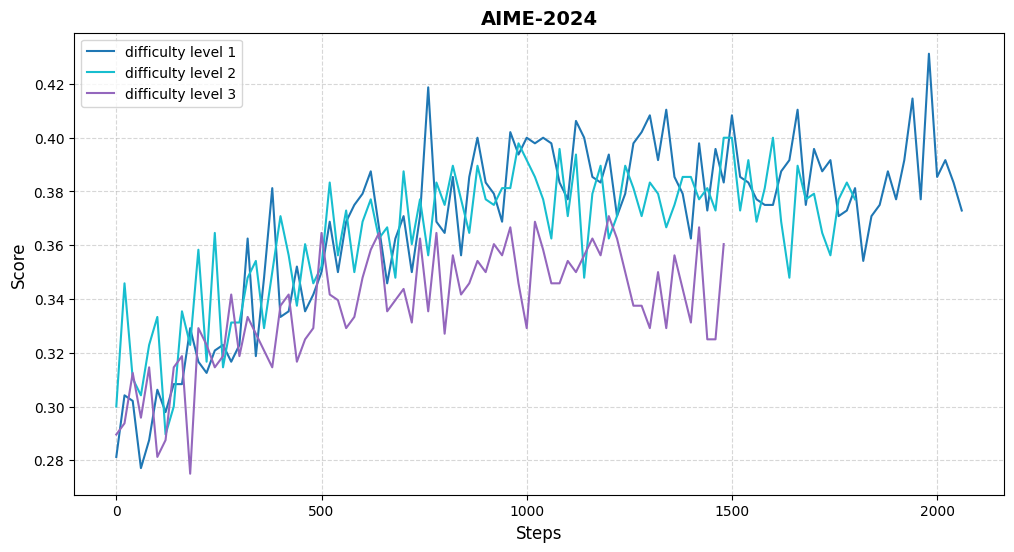 AIME-2024
difficulty level 1
difficulty level 2
difficulty level 3
Score
0.42
0.40
0.38
0.36
0.34
0.32
0.30
0.28
0
500
1000
1500
2000
Steps